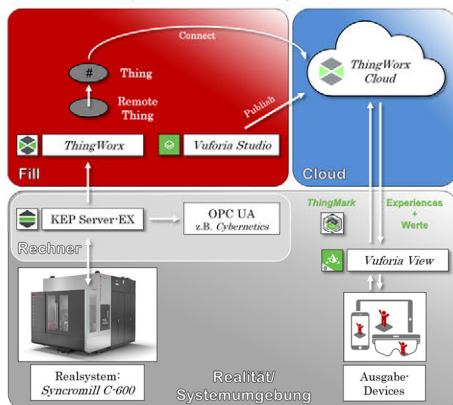 Connect
ThingWorx
Cloud
#
Thing
Remote
Thing
Publish
ThingWorx
Vuforia Studio
Fill
Cloud
KEP Server-EX
OPC UA
z.B. Cybernetics
Rechner
ThingMark
Experiences
+
Werte
Vuforia View
Realsystem:
Syncromill C-600
Realität/
Systemumgebung
Ausgabe-
Devices